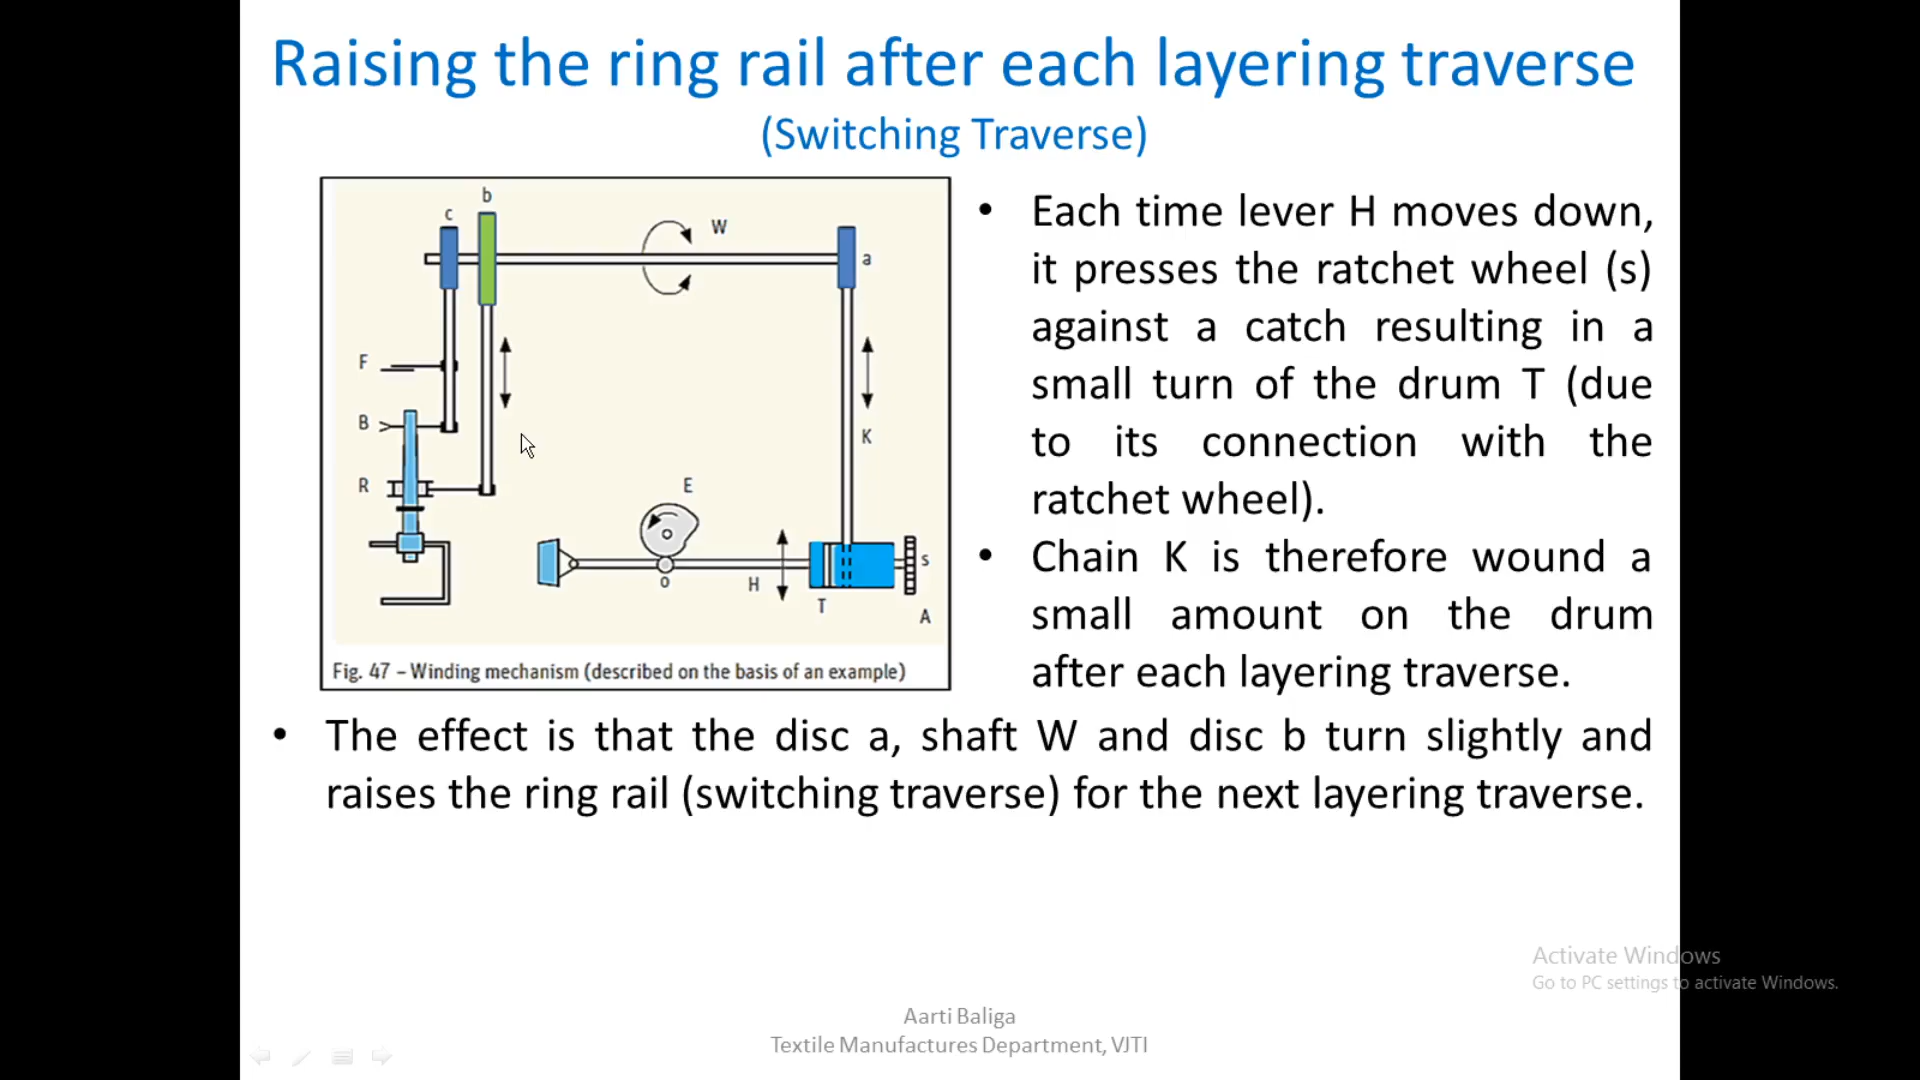 Raising the ring rail after each layering traverse
(Switching Traverse)
b
c
W
a
F
B
K
R
E
s
o
H
T
A
Fig. 47 – Winding mechanism (described on the basis of an example)
• Each time lever H moves down,
it presses the ratchet wheel (s)
against a catch resulting in a
small turn of the drum T (due
to its connection with the
ratchet wheel).
• Chain K is therefore wound a
small amount on the drum
after each layering traverse.
• The effect is that the disc a, shaft W and disc b turn slightly and
raises the ring rail (switching traverse) for the next layering traverse.
Activate Windows
Go to PC settings to activate Windows.
Aarti Baliga
Textile Manufactures Department, VJTI